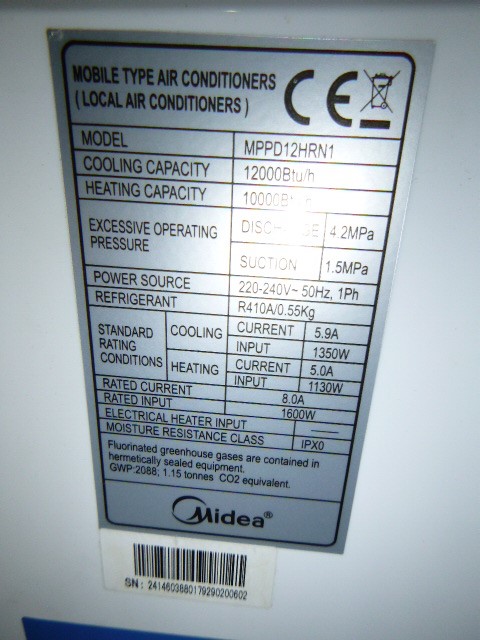 MOBILE TYPE AIR CONDITIONERS
( LOCAL AIR CONDITIONERS )
CE
MODEL MPPD12HRN1
COOLING CAPACITY 12000Btu/h
HEATING CAPACITY
EXCESSIVE OPERATING PRESSURE
4.2MPa
SUCTION 1.5MPa
POWER SOURCE 220-240V~ 50Hz, 1Ph
REFRIGERANT R410A/0.55Kg
STANDARD RATING CONDITIONS
COOLING CURRENT 5.9A
INPUT 1350W
HEATING CURRENT 5.0A
INPUT 1130W
RATED CURRENT 8.0A
RATED INPUT 1600W
ELECTRICAL HEATER INPUT ——
MOISTURE RESISTANCE CLASS IPX0
Fluorinated greenhouse gases are contained in
hermetically sealed equipment.
GWP:2088; 1.15 tonnes CO2 equivalent.
Midea®
SN: 2414603880179290200602